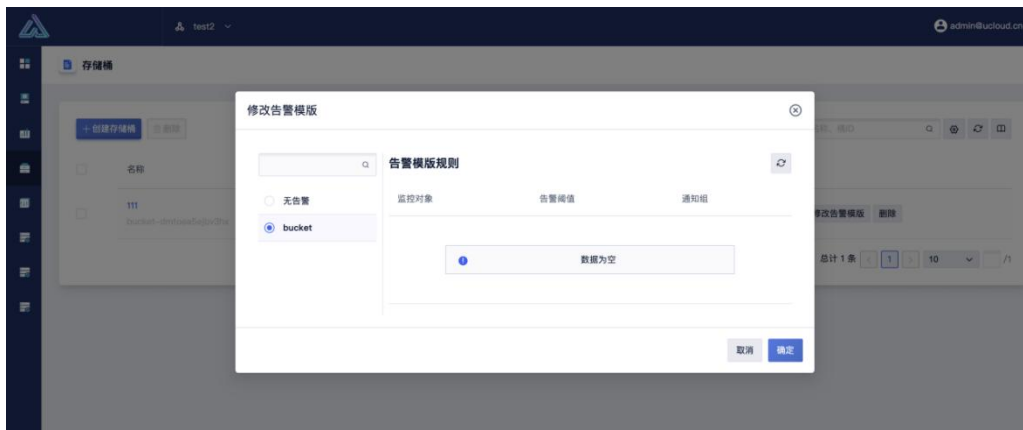 test2
admin@ucloud.cn
存储桶
修改告警模版
+ 创建存储桶
删除
告警模版规则
名称
无告警
监控对象 告警阈值 通知组
111
bucket
修改告警模版 删除
数据为空
总计 1 条 1 10 /1
取消 确定